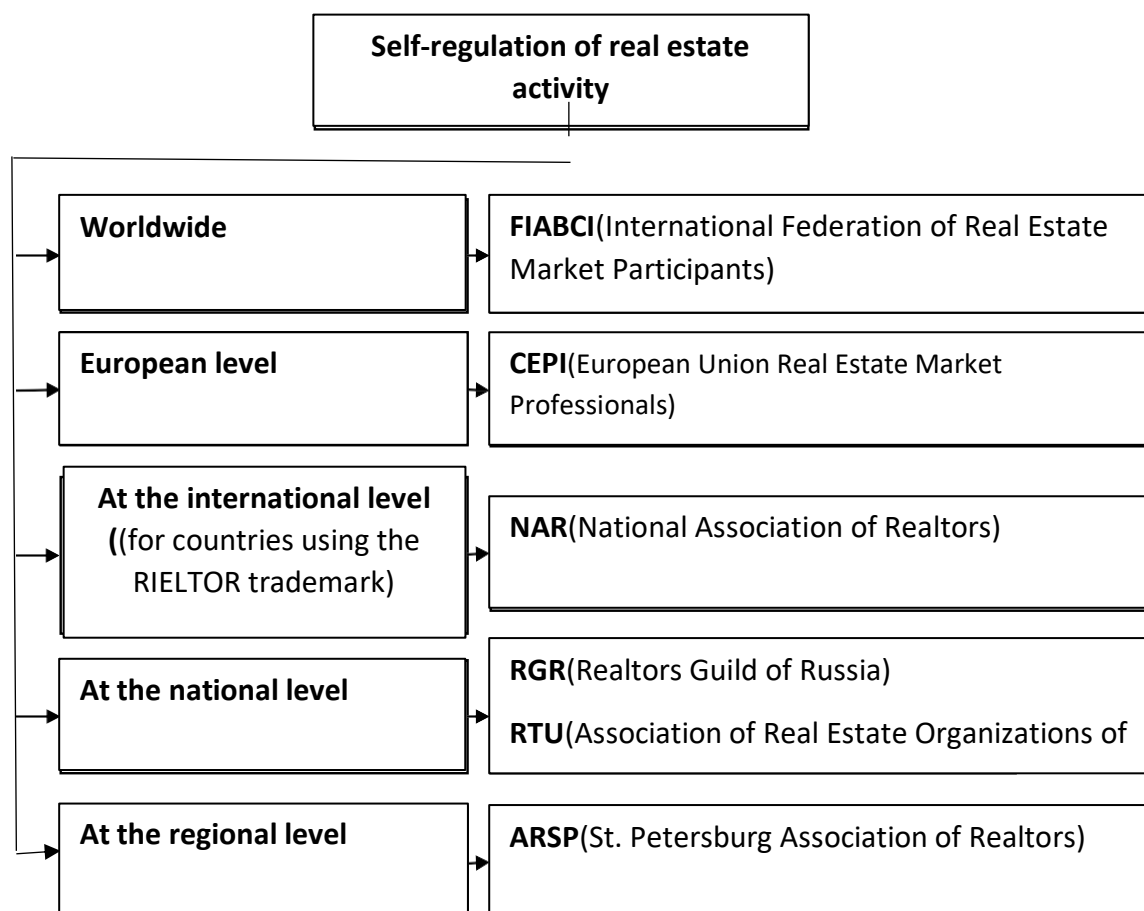 Self-regulation of real estate
activity
Worldwide
FIABCI(International Federation of Real Estate
Market Participants)
European level
CEPI(European Union Real Estate Market
Professionals)
At the international level
((for countries using the
RIELTOR trademark)
NAR(National Association of Realtors)
At the national level
RGR(Realtors Guild of Russia)
RTU(Association of Real Estate Organizations of
At the regional level
ARSP(St. Petersburg Association of Realtors)